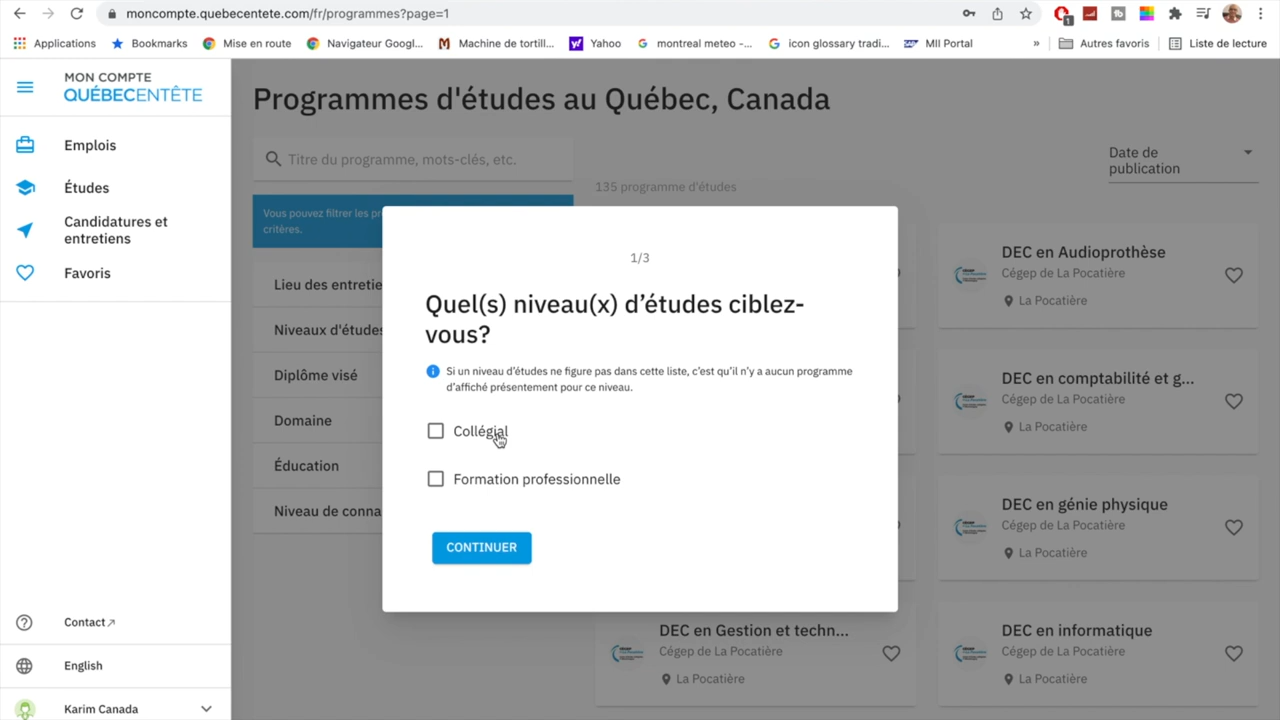 moncompte.quebecentete.com/fr/programmes?page=1
1
Applications
Bookmarks
Mise en route
Navigateur Googl...
Machine de tortill...
Yahoo
montreal meteo -...
icon glossary tradi...
MII Portal
»
Autres favoris
Liste de lecture
MON COMPTE
QUÉBECENTÊTE
Emplois
Études
Candidatures et
entretiens
Favoris
Contact
English
Karim Canada
Programmes d'études au Québec, Canada
Titre du programme, mots-clés, etc.
Date de
publication
135 programme d'études
Vous pouvez filtrer les
critères.
Lieu des entretie
Niveaux d'études
Diplôme visé
Domaine
Éducation
Niveau de conna
1/3
Quel(s) niveau(x) d'études ciblez-
vous?
Si un niveau d'études ne figure pas dans cette liste, c'est qu'il n'y a aucun programme
d'affiché présentement pour ce niveau.
Collégial
Formation professionnelle
CONTINUER
DEC en Audioprothèse
Cégep de La Pocatière
La Pocatière
DEC en comptabilité et g...
Cégep de La Pocatière
La Pocatière
DEC en génie physique
Cégep de La Pocatière
La Pocatière
DEC en Gestion et techn...
Cégep de La Pocatière
La Pocatière
DEC en informatique
Cégep de La Pocatière
La Pocatière